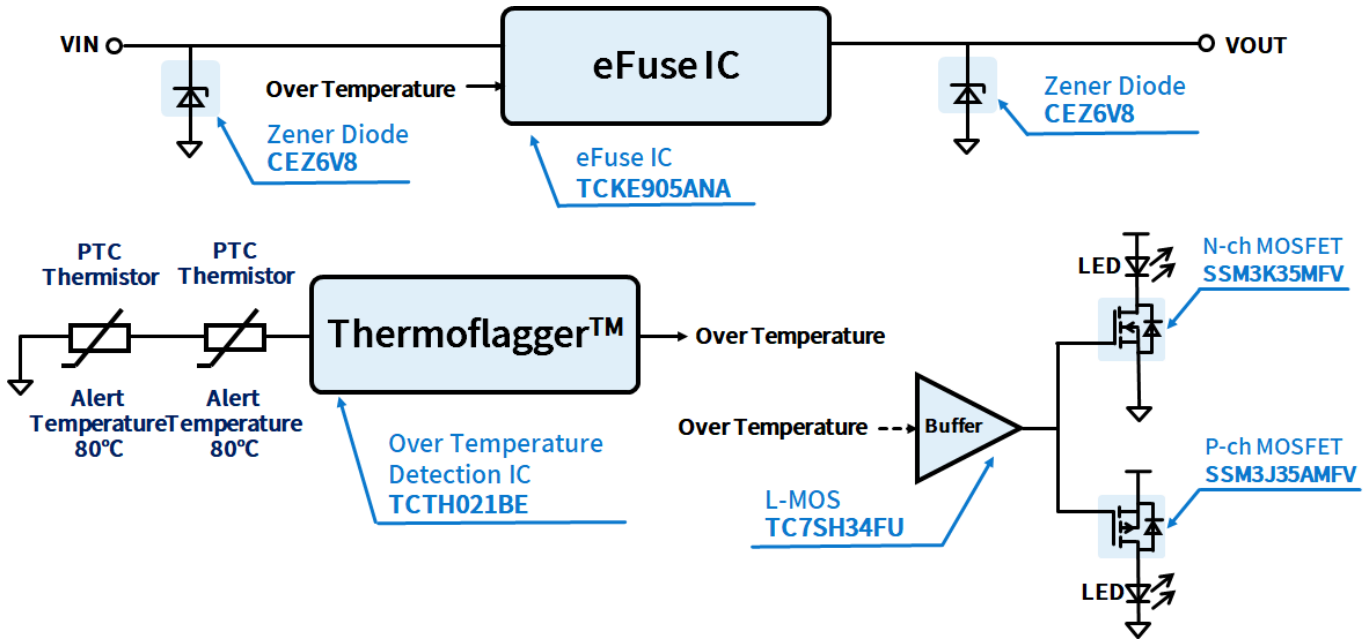 VIN
eFuse IC
VOUT
Over Temperature
Zener Diode
CEZ6V8
Zener Diode
CEZ6V8
eFuse IC
TCKE905ANA
PTC
Thermistor
PTC
Thermistor
Thermoflagger™
Over Temperature
Alert
Temperature
80℃
Alert
Temperature
80℃
Over Temperature
Detection IC
TCTH021BE
LED
N-ch MOSFET
SSM3K35MFV
Over Temperature
Buffer
L-MOS
TC7SH34FU
P-ch MOSFET
SSM3J35AMFV
LED